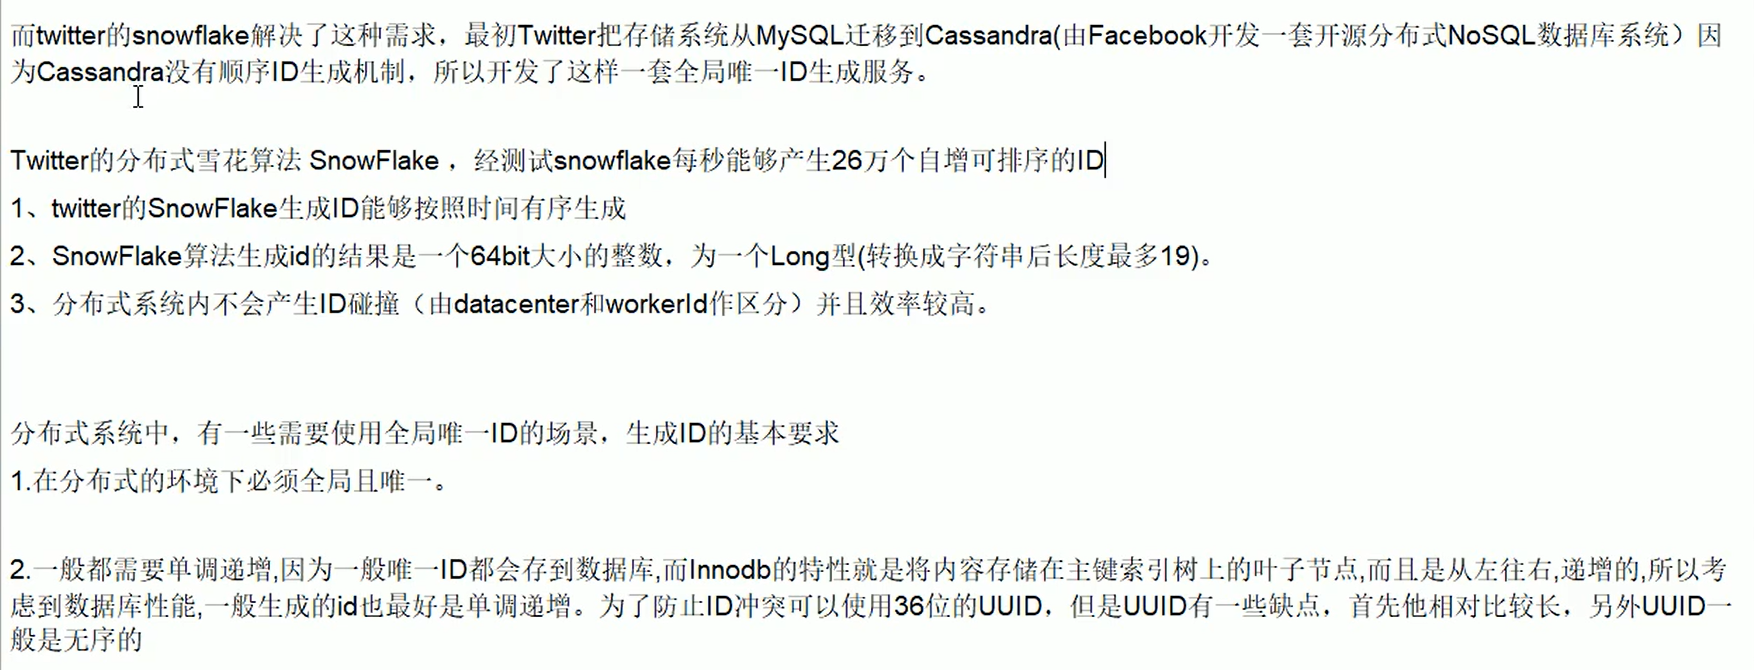 而twitter的snowflake解决了这种需求，最初Twitter把存储系统从MySQL迁移到Cassandra(由Facebook开发一套开源分布式NoSQL数据库系统）因
为Cassandra没有顺序ID生成机制，所以开发了这样一套全局唯一ID生成服务。
Twitter的分布式雪花算法 SnowFlake ，经测试snowflake每秒能够产生26万个自增可排序的ID
1、twitter的SnowFlake生成ID能够按照时间有序生成
2、SnowFlake算法生成id的结果是一个64bit大小的整数，为一个Long型(转换成字符串后长度最多19)。
3、分布式系统内不会产生ID碰撞（由datacenter和workerId作区分）并且效率较高。
分布式系统中，有一些需要使用全局唯一ID的场景，生成ID的基本要求
1.在分布式的环境下必须全局且唯一。
2.一般都需要单调递增,因为一般唯一ID都会存到数据库,而Innodb的特性就是将内容存储在主键索引树上的叶子节点,而且是从左往右,递增的,所以考
虑到数据库性能,一般生成的id也最好是单调递增。为了防止ID冲突可以使用36位的UUID，但是UUID有一些缺点，首先他相对比较长，另外UUID一
般是无序的